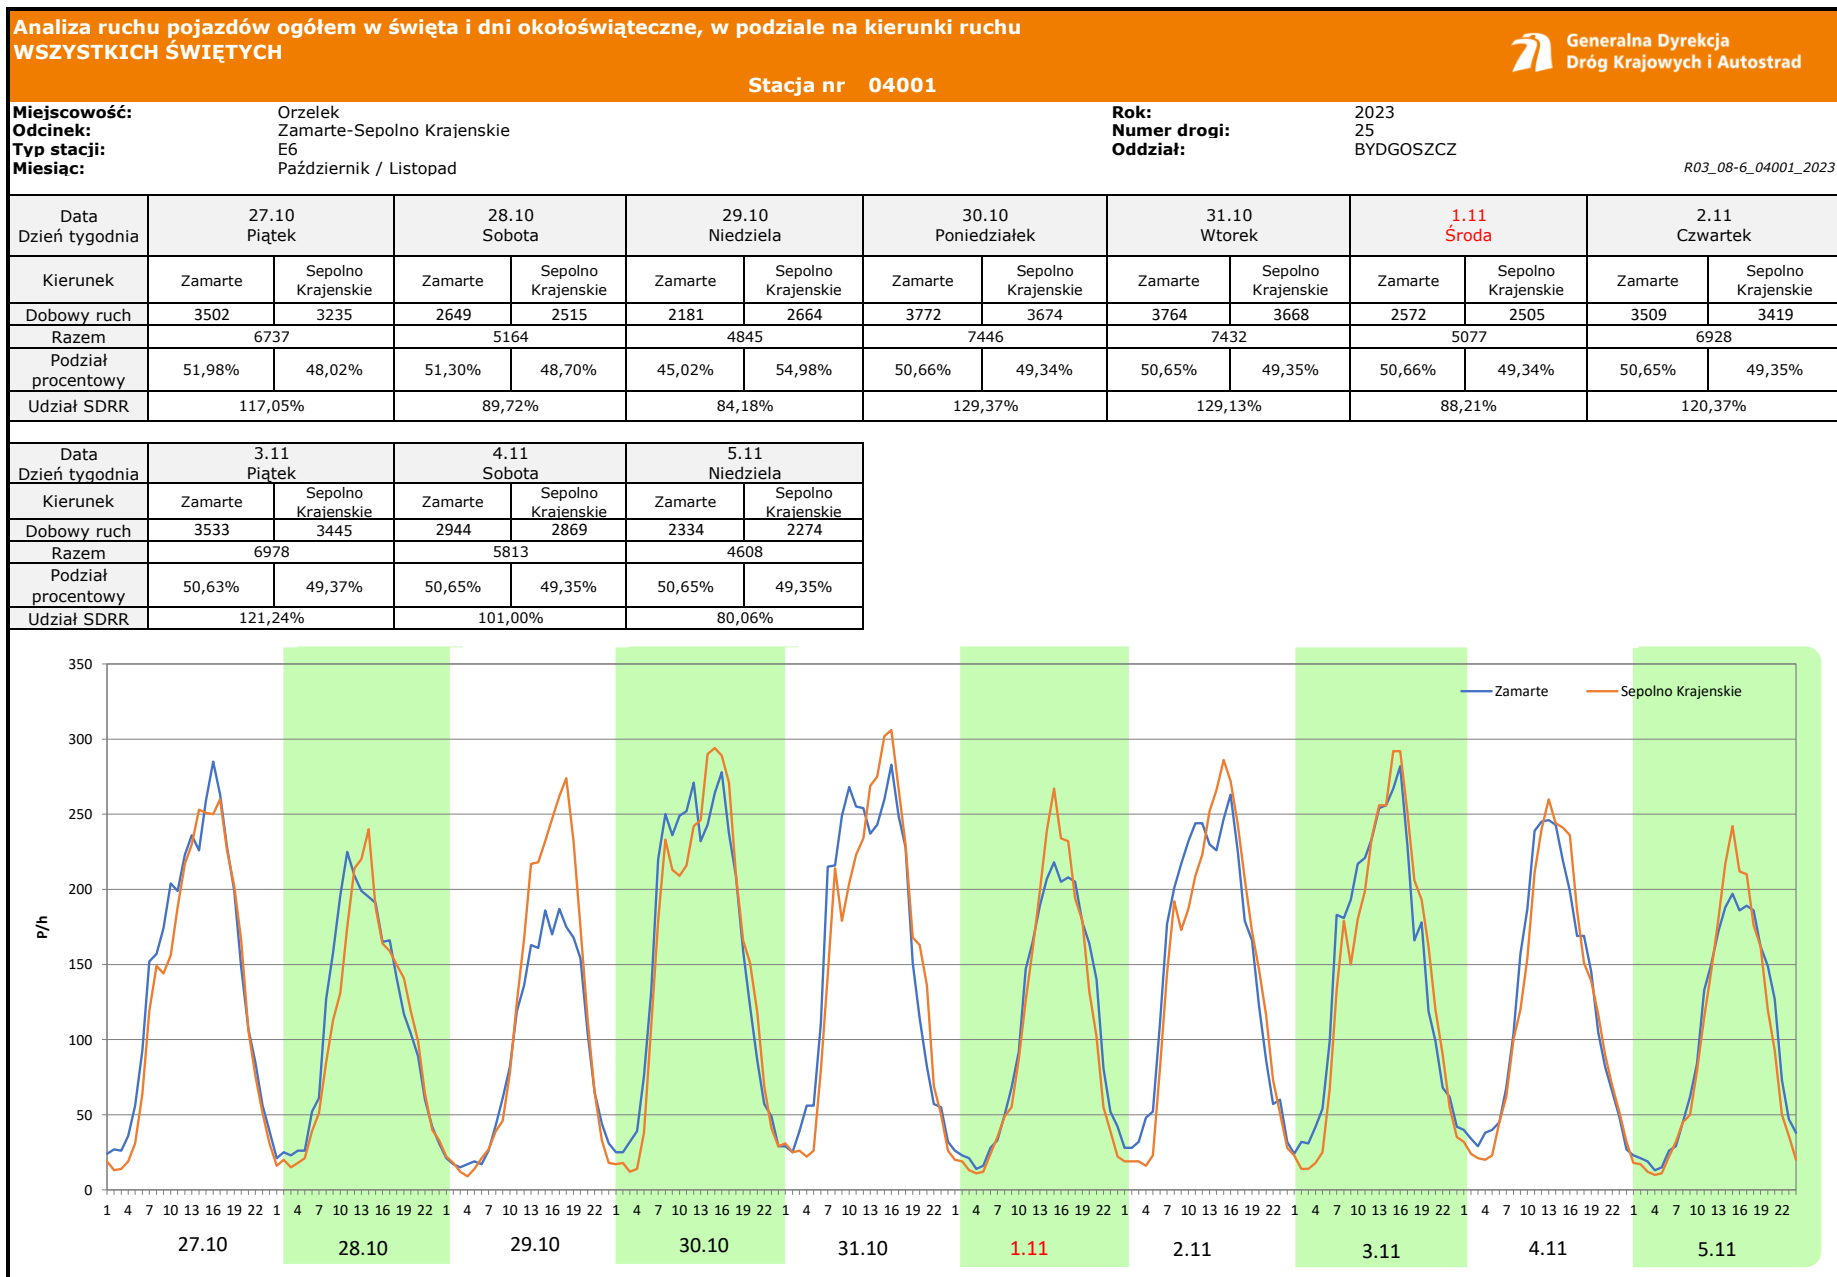 Analiza ruchu pojazdów ogółem w święta i dni okołoświąteczne, w podziale na kierunki ruchu
WSZYSTKICH ŚWIĘTYCH
Generalna Dyrekcja
Dróg Krajowych i Autostrad
Stacja nr 04001
Miejscowość: Orzelek Rok: 2023
Odcinek: Zamarte-Sepolno Krajenskie Numer drogi: 25
Typ stacji: E6 Oddział: BYDGOSZCZ
Miesiąc: Październik / Listopad R03_08-6_04001_2023
Data 27.10 28.10 29.10 30.10 31.10 1.11 2.11
Dzień tygodnia Piątek Sobota Niedziela Poniedziałek Wtorek Środa Czwartek
Kierunek Zamarte Sepolno Krajenskie Zamarte Sepolno Krajenskie Zamarte Sepolno Krajenskie Zamarte Sepolno Krajenskie Zamarte Sepolno Krajenskie Zamarte Sepolno Krajenskie Zamarte Sepolno Krajenskie
Dobowy ruch 3502 3235 2649 2515 2181 2664 3772 3674 3764 3668 2572 2505 3509 3419
Razem 6737 5164 4845 7446 7432 5077 6928
Podział procentowy 51,98% 48,02% 51,30% 48,70% 45,02% 54,98% 50,66% 49,34% 50,65% 49,35% 50,66% 49,34% 50,65% 49,35%
Udział SDRR 117,05% 89,72% 84,18% 129,37% 129,13% 88,21% 120,37%
Data 3.11 4.11 5.11
Dzień tygodnia Piątek Sobota Niedziela
Kierunek Zamarte Sepolno Krajenskie Zamarte Sepolno Krajenskie Zamarte Sepolno Krajenskie
Dobowy ruch 3533 3445 2944 2869 2334 2274
Razem 6978 5813 4608
Podział procentowy 50,63% 49,37% 50,65% 49,35% 50,65% 49,35%
Udział SDRR 121,24% 101,00% 80,06%
350
Zamarte Sepolno Krajenskie
300
250
200
P/h
150
100
50
0
1 4 7 10 13 16 19 22 1 4 7 10 13 16 19 22 1 4 7 10 13 16 19 22 1 4 7 10 13 16 19 22 1 4 7 10 13 16 19 22 1 4 7 10 13 16 19 22 1 4 7 10 13 16 19 22 1 4 7 10 13 16 19 22 1 4 7 10 13 16 19 22 1 4 7 10 13 16 19 22
27.10 28.10 29.10 30.10 31.10 1.11 2.11 3.11 4.11 5.11